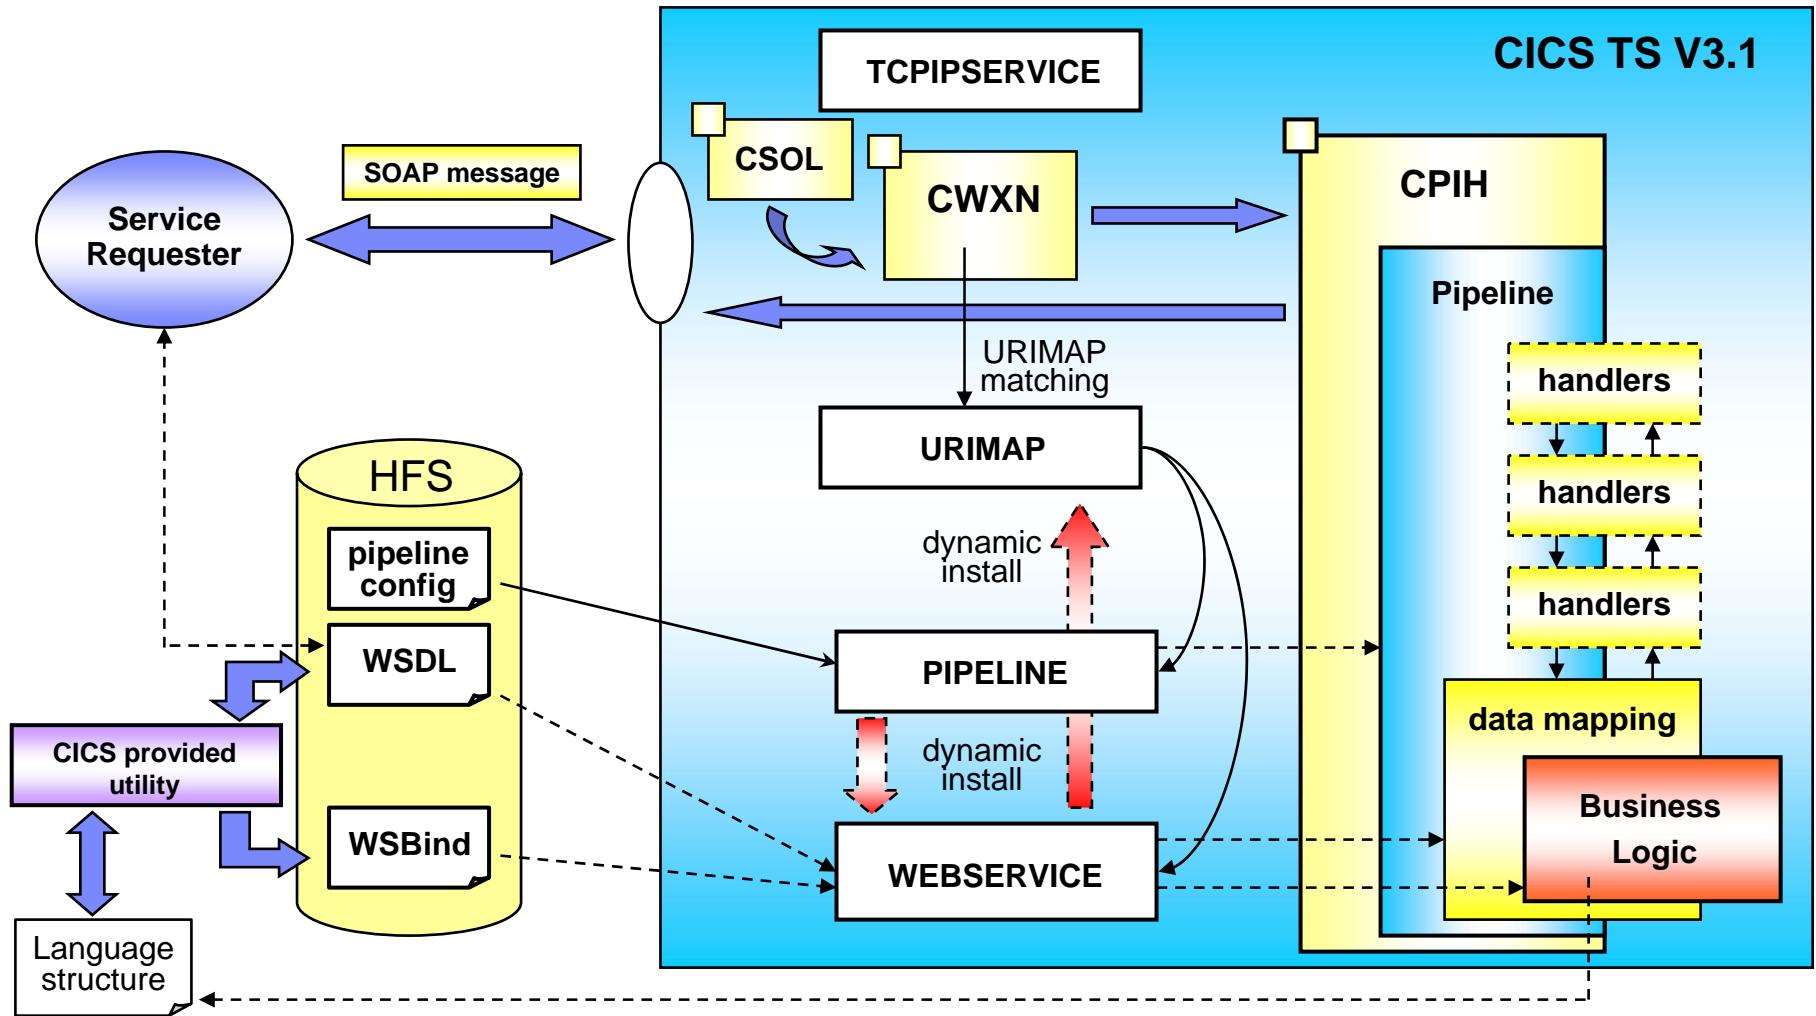 CICS TS V3.1
TCPIPSERVICE
CSOL
CWXN
CPIH
SOAP message
Service
Requester
Pipeline
URIMAP
matching
handlers
handlers
handlers
URIMAP
HFS
pipeline
config
WSDL
WSBind
dynamic
install
PIPELINE
dynamic
install
WEBSERVICE
data mapping
Business
Logic
CICS provided
utility
Language
structure